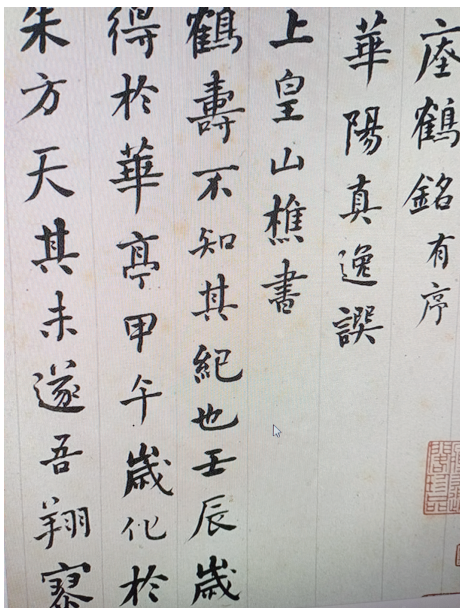 瘞鶴銘有序
華陽真逸譔
上皇山樵書
鶴壽不知其紀也壬辰歲
得於華亭甲午歲化於
朱方天其未遂吾翔寥